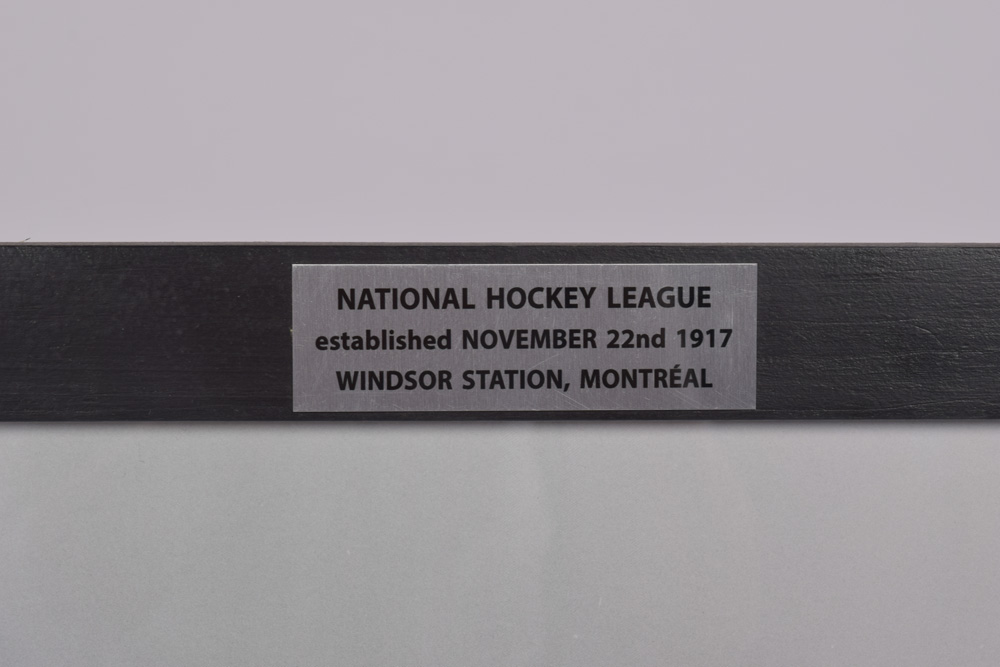 NATIONAL HOCKEY LEAGUE
established NOVEMBER 22nd 1917
WINDSOR STATION, MONTRÉAL